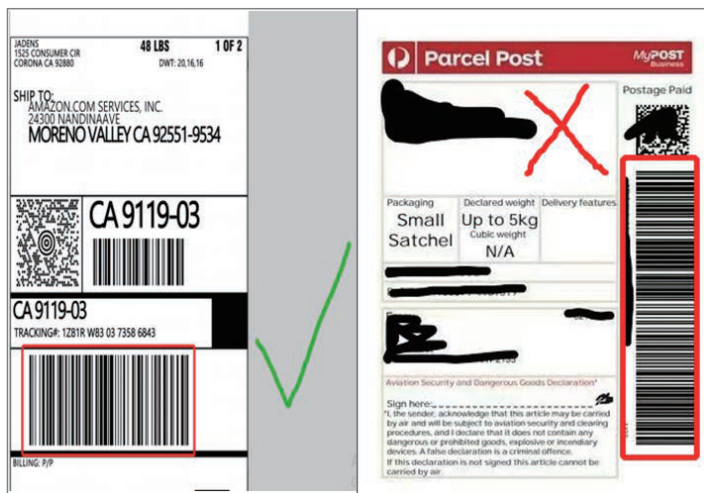 JADENS
1525 CONSUMER CIR
CORONA CA 92880
48 LBS
1 OF 2
DWT: 20,16,16
SHIP TO:
AMAZON.COM SERVICES, INC.
24300 NANDINAAVE
MORENO VALLEY CA 92551-9534
CA 9119-03
CA 9119-03
TRACKING#: 1Z81R W83 03 7358 6843
BILLING: P/P
Parcel Post
MyPOST
Business
Postage Paid
Packaging
Small
Satchel
Declared weight
Up to 5kg
Cubic weight
N/A
Delivery features
Aviation Security and Dangerous Goods Declaration*
Sign here:
*I, the sender, acknowledge that this article may be carried
by air and will be subject to aviation security and clearing
procedures, and I declare that it does not contain any
dangerous or prohibited goods, explosive or incendiary
devices. A false declaration is a criminal offence.
If this declaration is not signed this article cannot be
carried by air.